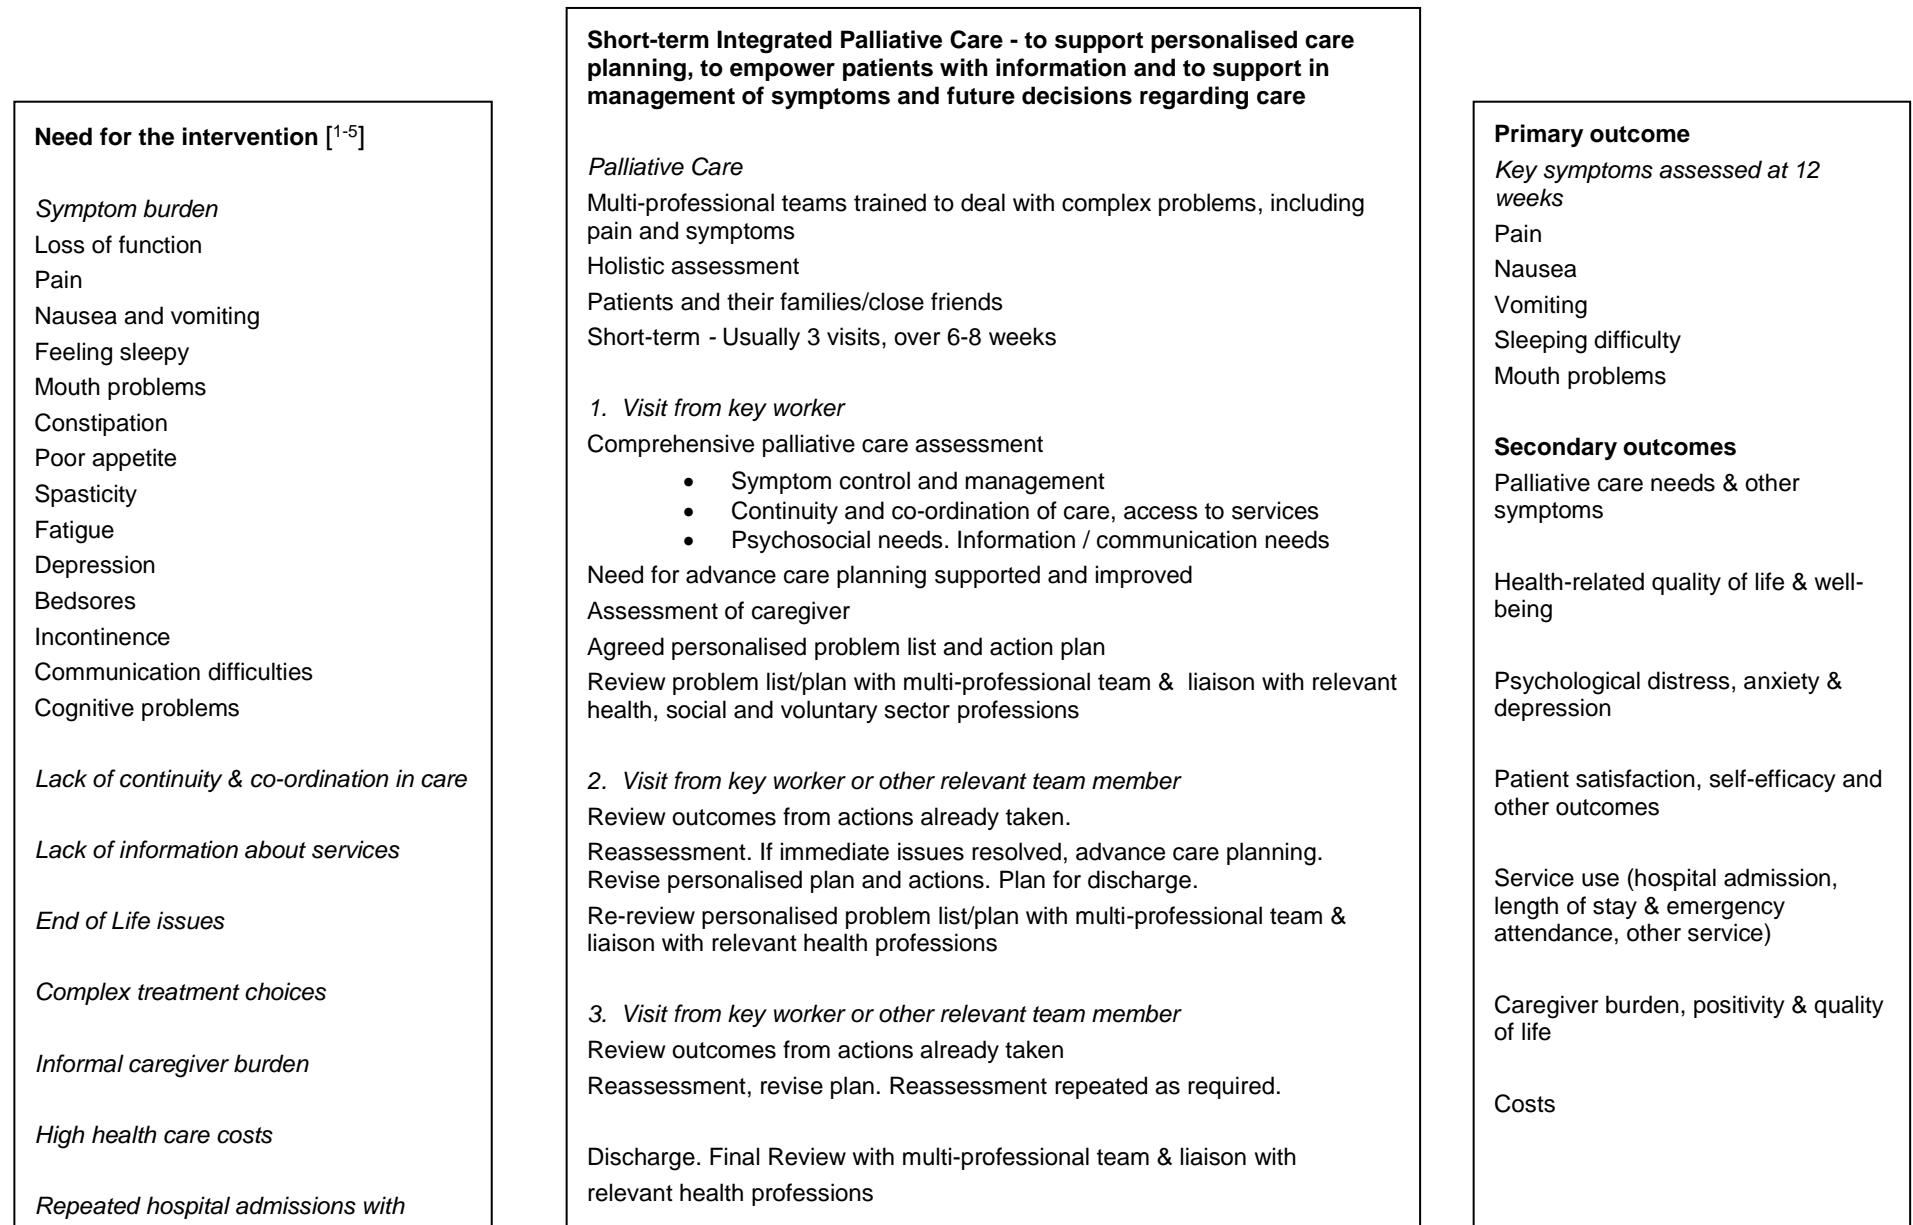 Need for the intervention [1-5]
Symptom burden
Loss of function
Pain
Nausea and vomiting
Feeling sleepy
Mouth problems
Constipation
Poor appetite
Spasticity
Fatigue
Depression
Bedsores
Incontinence
Communication difficulties
Cognitive problems
Lack of continuity & co-ordination in care
Lack of information about services
End of Life issues
Complex treatment choices
Informal caregiver burden
High health care costs
Repeated hospital admissions with
Short-term Integrated Palliative Care - to support personalised care
planning, to empower patients with information and to support in
management of symptoms and future decisions regarding care
Palliative Care
Multi-professional teams trained to deal with complex problems, including
pain and symptoms
Holistic assessment
Patients and their families/close friends
Short-term - Usually 3 visits, over 6-8 weeks
1. Visit from key worker
Comprehensive palliative care assessment
• Symptom control and management
• Continuity and co-ordination of care, access to services
• Psychosocial needs. Information / communication needs
Need for advance care planning supported and improved
Assessment of caregiver
Agreed personalised problem list and action plan
Review problem list/plan with multi-professional team & liaison with relevant
health, social and voluntary sector professions
2. Visit from key worker or other relevant team member
Review outcomes from actions already taken.
Reassessment. If immediate issues resolved, advance care planning.
Revise personalised plan and actions. Plan for discharge.
Re-review personalised problem list/plan with multi-professional team &
liaison with relevant health professions
3. Visit from key worker or other relevant team member
Review outcomes from actions already taken
Reassessment, revise plan. Reassessment repeated as required.
Discharge. Final Review with multi-professional team & liaison with
relevant health professions
Primary outcome
Key symptoms assessed at 12
weeks
Pain
Nausea
Vomiting
Sleeping difficulty
Mouth problems
Secondary outcomes
Palliative care needs & other
symptoms
Health-related quality of life & well-
being
Psychological distress, anxiety &
depression
Patient satisfaction, self-efficacy and
other outcomes
Service use (hospital admission,
length of stay & emergency
attendance, other service)
Caregiver burden, positivity & quality
of life
Costs